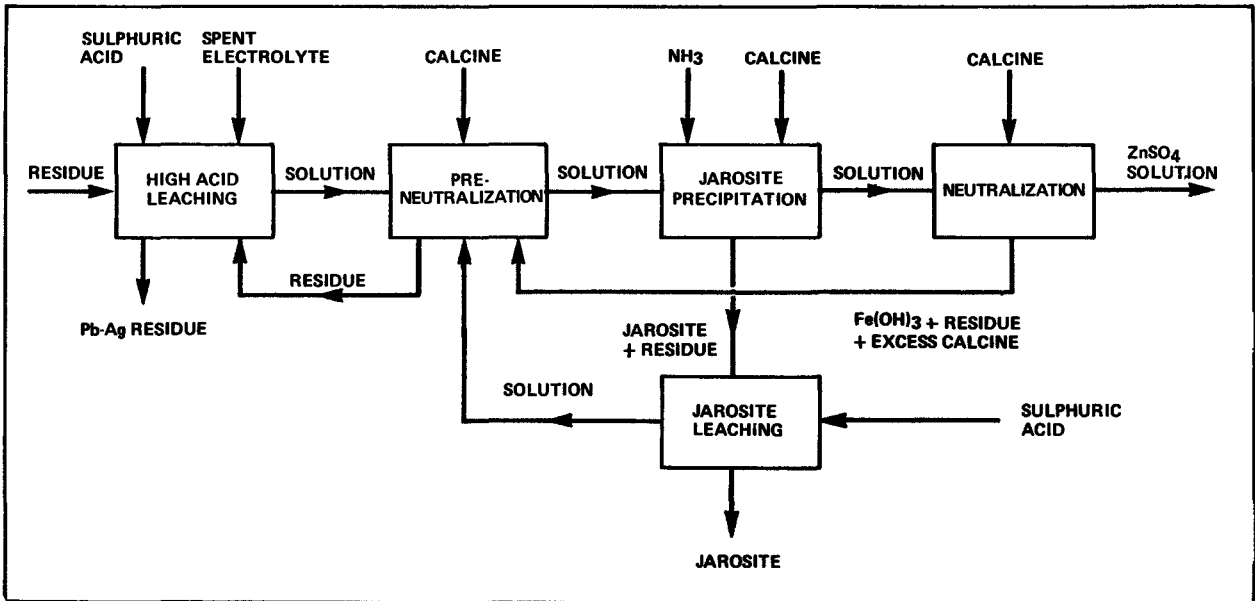 SULPHURIC
ACID
SPENT
ELECTROLYTE
CALCINE
NH3
CALCINE
CALCINE
RESIDUE
HIGH ACID
LEACHING
SOLUTION
PRE-
NEUTRALIZATION
SOLUTION
JAROSITE
PRECIPITATION
SOLUTION
NEUTRALIZATION
ZnSO4
SOLUTION
RESIDUE
Pb-Ag RESIDUE
JAROSITE
+ RESIDUE
Fe(OH)3 + RESIDUE
+ EXCESS CALCINE
SOLUTION
JAROSITE
LEACHING
SULPHURIC
ACID
JAROSITE